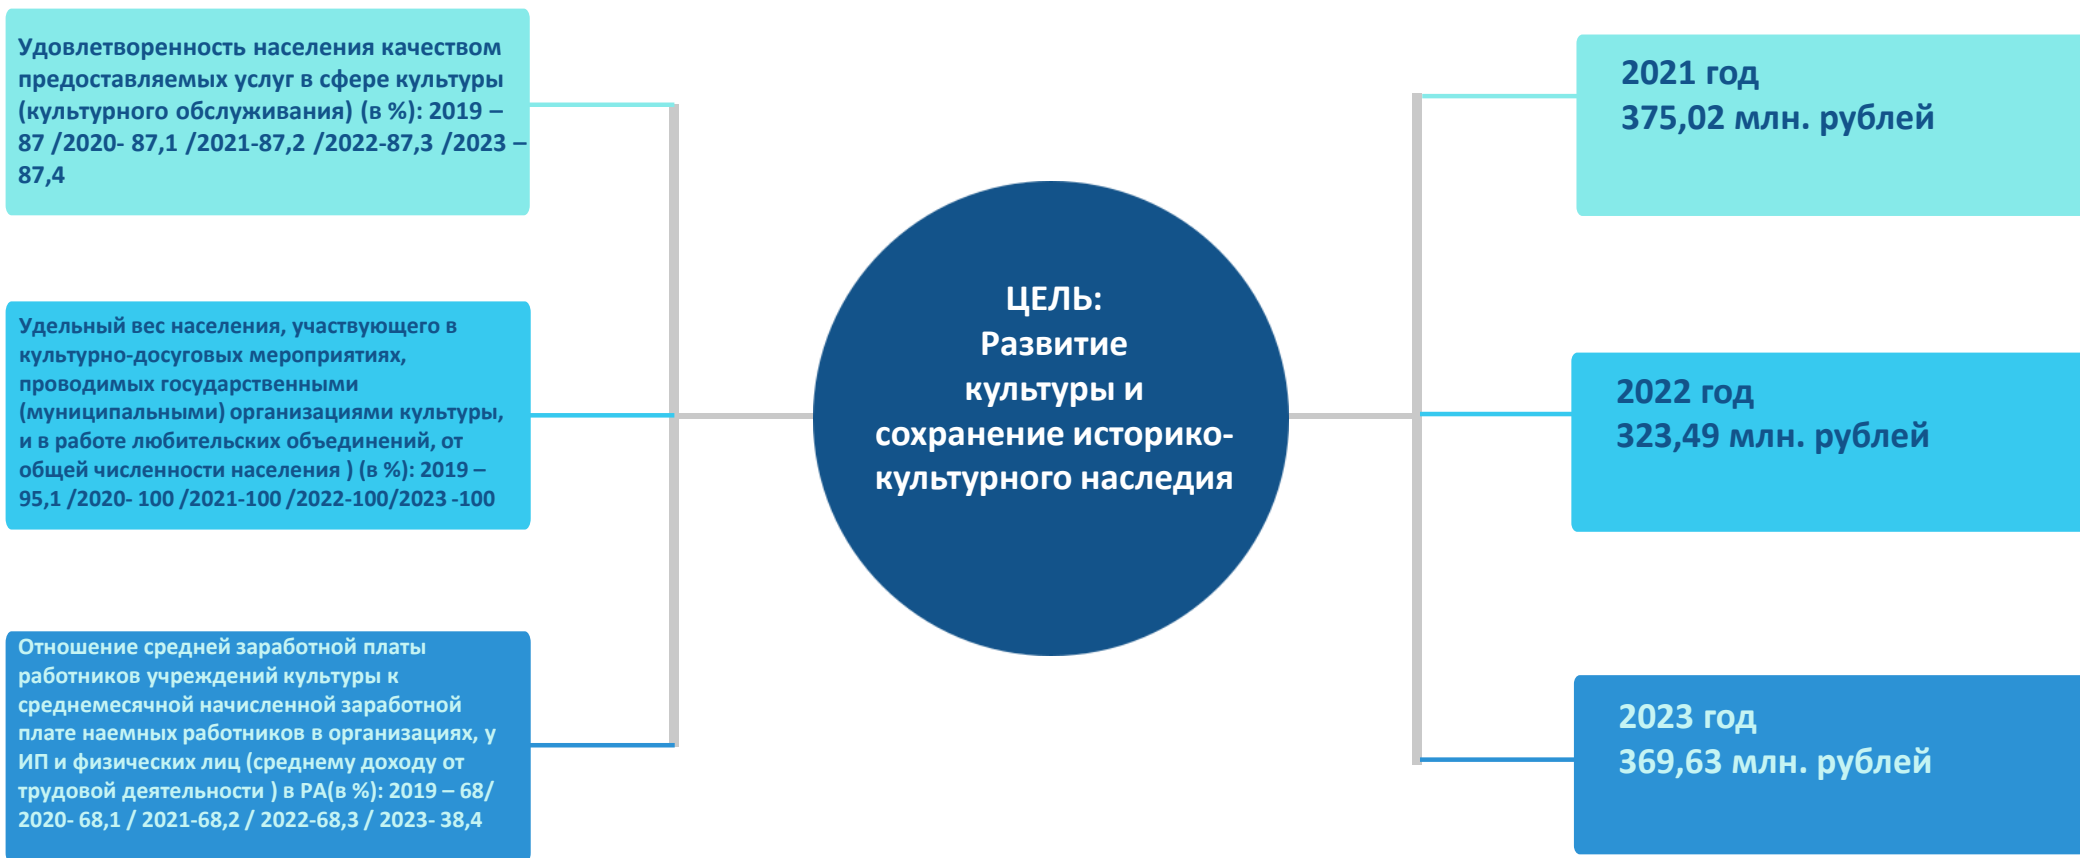 Удовлетворенность населения качеством
предоставляемых услуг в сфере культуры
(культурного обслуживания) (в %): 2019 –
87 /2020- 87,1 /2021-87,2 /2022-87,3 /2023 –
87,4
Удельный вес населения, участвующего в
культурно-досуговых мероприятиях,
проводимых государственными
(муниципальными) организациями культуры,
и в работе любительских объединений, от
общей численности населения ) (в %): 2019 –
95,1 /2020- 100 /2021-100 /2022-100/2023 -100
Отношение средней заработной платы
работников учреждений культуры к
среднемесячной начисленной заработной
плате наемных работников в организациях, у
ИП и физических лиц (среднему доходу от
трудовой деятельности ) в РА(в %): 2019 – 68/
2020- 68,1 / 2021-68,2 / 2022-68,3 / 2023- 38,4
ЦЕЛЬ:
Развитие
культуры и
сохранение историко-
культурного наследия
2021 год
375,02 млн. рублей
2022 год
323,49 млн. рублей
2023 год
369,63 млн. рублей